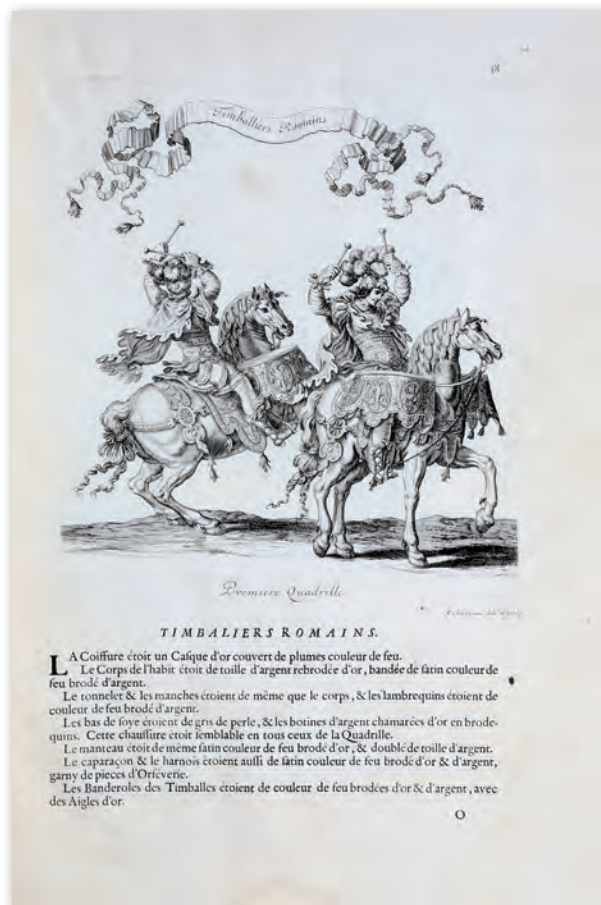 38
Timballiers Romains
Premiere Quadrille
TIMBALIERS ROMAINS.
LA Coiffure étoit un Casque d'or couvert de plumes couleur de feu.
Le Corps de l'habit étoit de toille d'argent rebrodée d'or, bandée de satin couleur de
feu brodé d'argent.
Le tonnelet & les manches étoient de même que le corps, & les lambrequins étoient de
couleur de feu brodé d'argent.
Les bas de soye étoient de gris de perle, & les botines d'argent chamarées d'or en brode-
quins. Cette chaussure étoit semblable en tous ceux de la Quadrille.
Le manteau étoit de même satin couleur de feu brodé d'or, & doublé de toille d'argent.
Le caparaçon & le harnois étoient aussi de satin couleur de feu brodé d'or & d'argent,
garny de pieces d'Orféverie.
Les Banderoles des Timballes étoient de couleur de feu brodées d'or & d'argent, avec
des Aigles d'or.
O